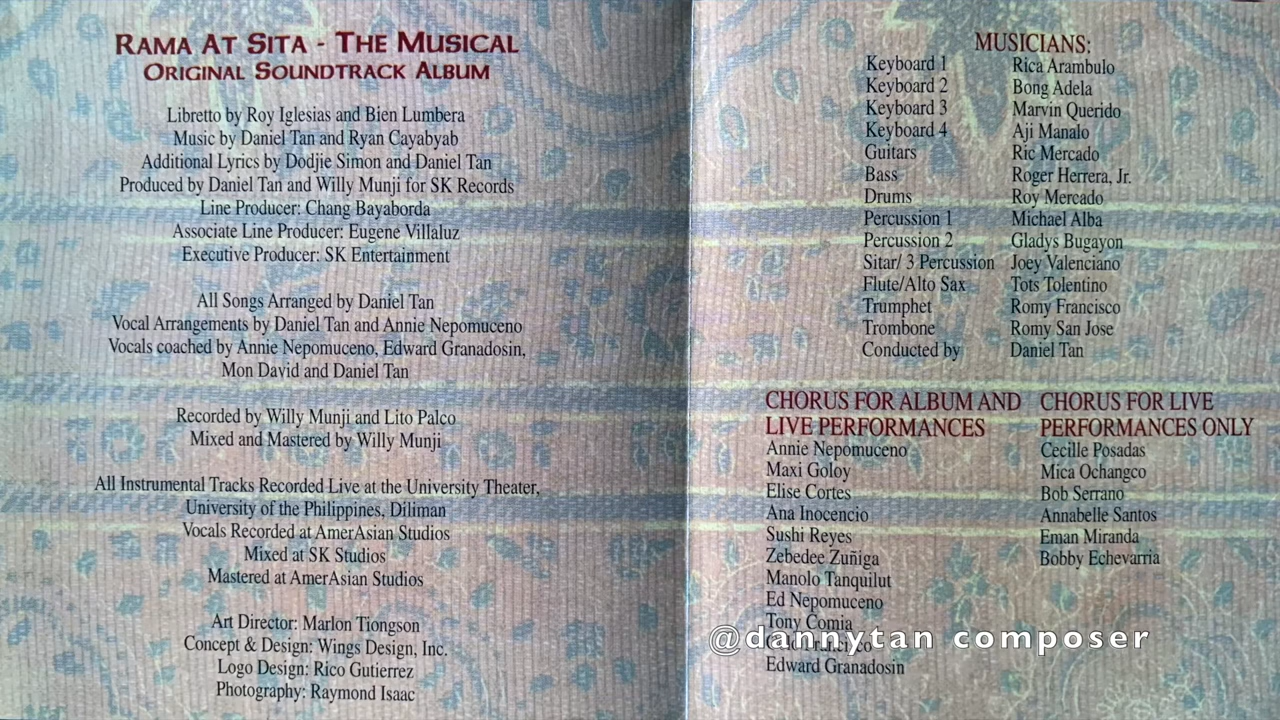 RAMA AT SITA - THE MUSICAL
ORIGINAL SOUNDTRACK ALBUM
Libretto by Roy Iglesias and Bien Lumbera
Music by Daniel Tan and Ryan Cayabyab
Additional Lyrics by Dodjie Simon and Daniel Tan
Produced by Daniel Tan and Willy Munji for SK Records
Line Producer: Chang Bayaborda
Associate Line Producer: Eugene Villaluz
Executive Producer: SK Entertainment
All Songs Arranged by Daniel Tan
Vocal Arrangements by Daniel Tan and Annie Nepomuceno
Vocals coached by Annie Nepomuceno, Edward Granadosin,
Mon David and Daniel Tan
Recorded by Willy Munji and Lito Palco
Mixed and Mastered by Willy Munji
All Instrumental Tracks Recorded Live at the University Theater,
University of the Philippines, Diliman
Vocals Recorded at AmerAsian Studios
Mixed at SK Studios
Mastered at AmerAsian Studios
Art Director: Marlon Tiongson
Concept & Design: Wings Design, Inc.
Logo Design: Rico Gutierrez
Photography: Raymond Isaac
MUSICIANS:
Keyboard 1 Rica Arambulo
Keyboard 2 Bong Adela
Keyboard 3 Marvin Querido
Keyboard 4 Aji Manalo
Guitars Ric Mercado
Bass Roger Herrera, Jr.
Drums Roy Mercado
Percussion 1 Michael Alba
Percussion 2 Gladys Bugayon
Sitar/ 3 Percussion Joey Valenciano
Flute/Alto Sax Tots Tolentino
Trumphet Romy Francisco
Trombone Romy San Jose
Conducted by Daniel Tan
CHORUS FOR ALBUM AND
LIVE PERFORMANCES
Annie Nepomuceno
Maxi Goloy
Elise Cortes
Ana Inocencio
Sushi Reyes
Zebedee Zuñiga
Manolo Tanquilut
Ed Nepomuceno
Tony Comia
Edward Granadosin
CHORUS FOR LIVE
PERFORMANCES ONLY
Cecille Posadas
Mica Ochangco
Bob Serrano
Annabelle Santos
Eman Miranda
Bobby Echevarria
@dannytan composer